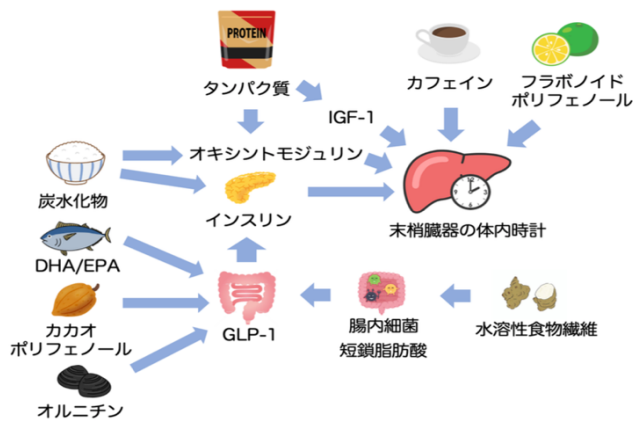 PROTEIN
タンパク質
カフェイン
フラボノイド
ポリフェノール
IGF-1
オキシントモジュリン
炭水化物
インスリン
末梢臓器の体内時計
DHA/EPA
カカオ
ポリフェノール
GLP-1
腸内細菌
短鎖脂肪酸
水溶性食物繊維
オルニチン